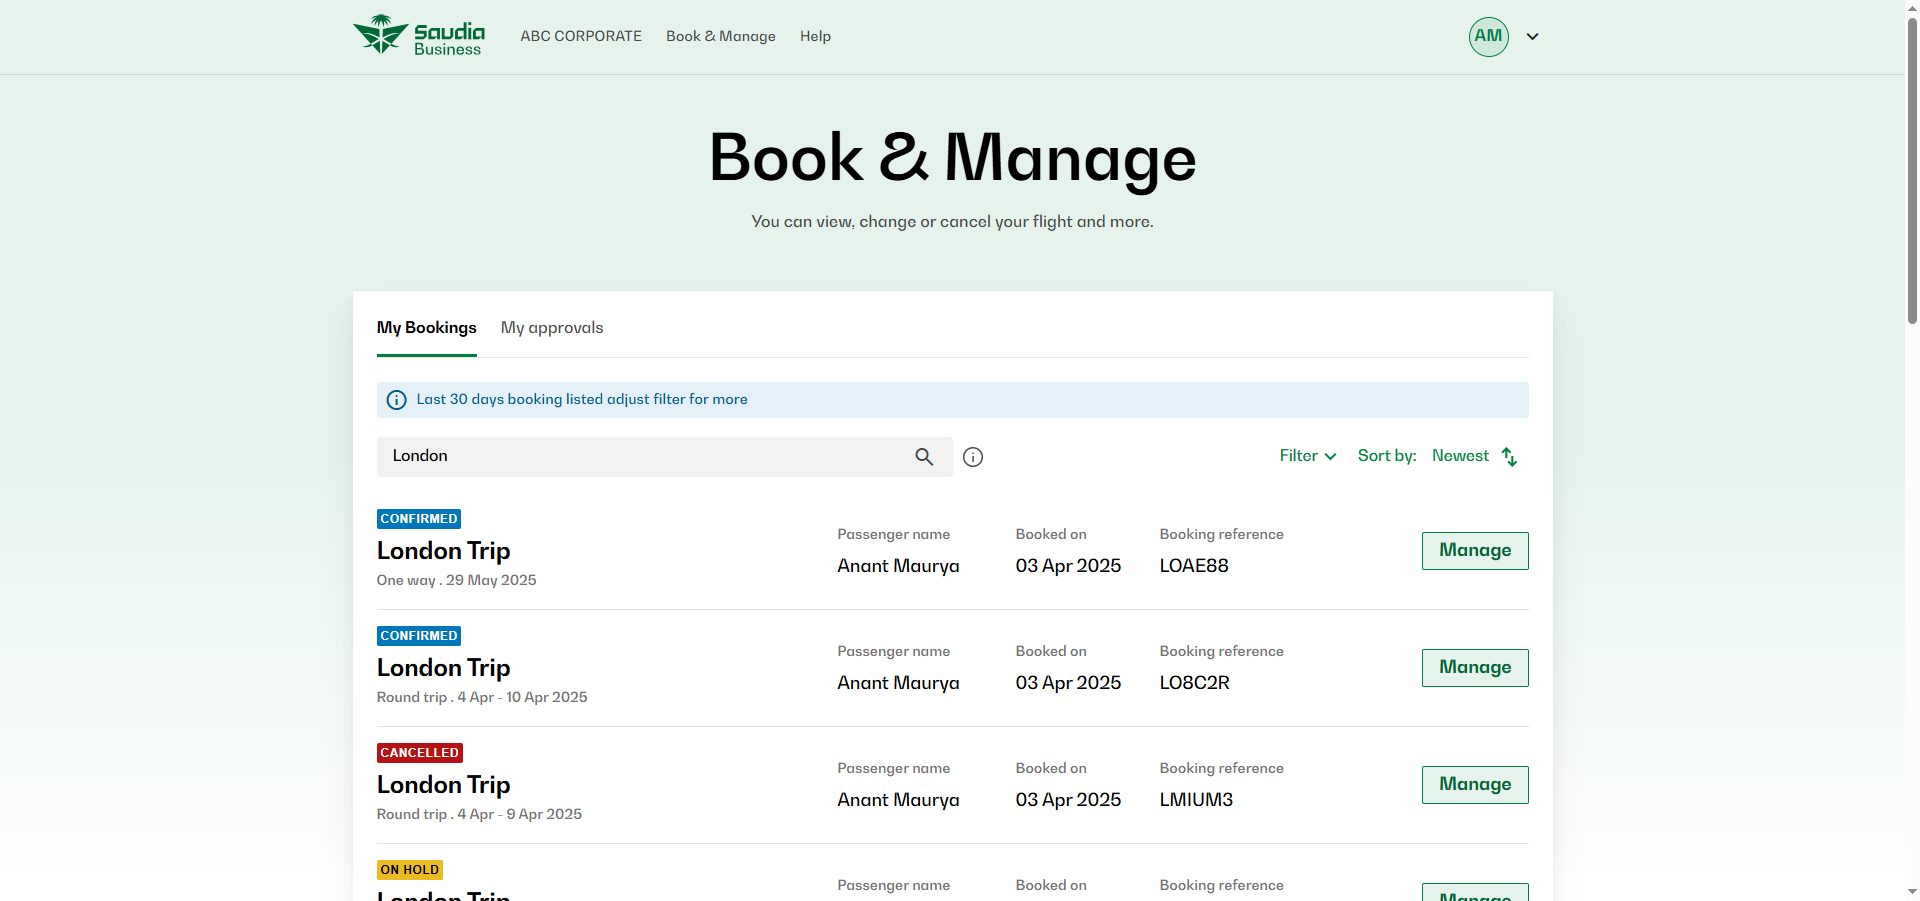 Saudia
Business
ABC CORPORATE
Book & Manage
Help
AM
Book & Manage
You can view, change or cancel your flight and more.
My Bookings
My approvals
Last 30 days booking listed adjust filter for more
London
Filter
Sort by:
Newest
CONFIRMED
London Trip
One way . 29 May 2025
Passenger name
Anant Maurya
Booked on
03 Apr 2025
Booking reference
LOAE88
Manage
CONFIRMED
London Trip
Round trip . 4 Apr - 10 Apr 2025
Passenger name
Anant Maurya
Booked on
03 Apr 2025
Booking reference
LO8C2R
Manage
CANCELLED
London Trip
Round trip . 4 Apr - 9 Apr 2025
Passenger name
Anant Maurya
Booked on
03 Apr 2025
Booking reference
LMIUM3
Manage
ON HOLD
London Trip
Passenger name
Booked on
Booking reference
Manage